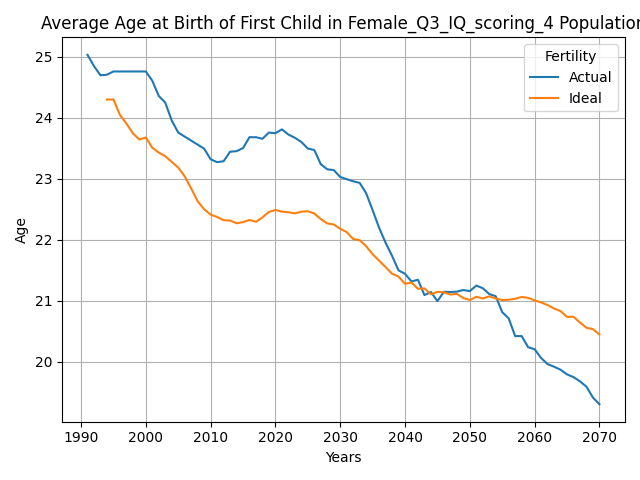 Average Age at Birth of First Child in Female_Q3_IQ_scoring_4 Population
Fertility
Actual
Ideal
Age
25
24
23
22
21
20
1990 2000 2010 2020 2030 2040 2050 2060 2070
Years